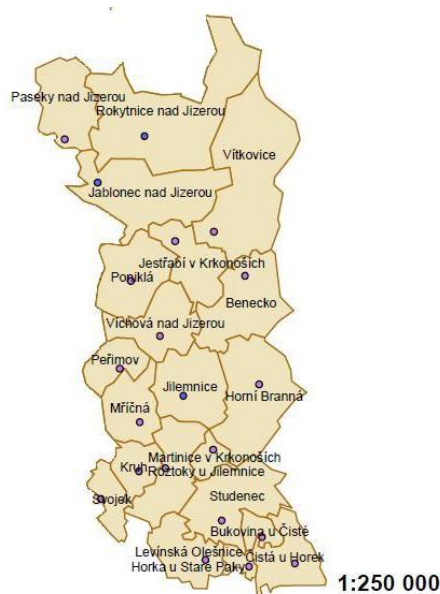 Paseky nad Jizerou
Rokytnice nad Jizerou
Vítkovice
Jablonec nad Jizerou
Jestřabí v Krkonoších
Poniklá
Benecko
Víchová nad Jizerou
Peřimov
Jilemnice
Horní Branná
Mříčná
Martinice v Krkonoších
Kruh
Roztoky u Jilemnice
Svojek
Studenec
Bukovina u Čisté
Levínská Olešnice
Čistá u Horek
Horka u Staré Paky
1:250 000